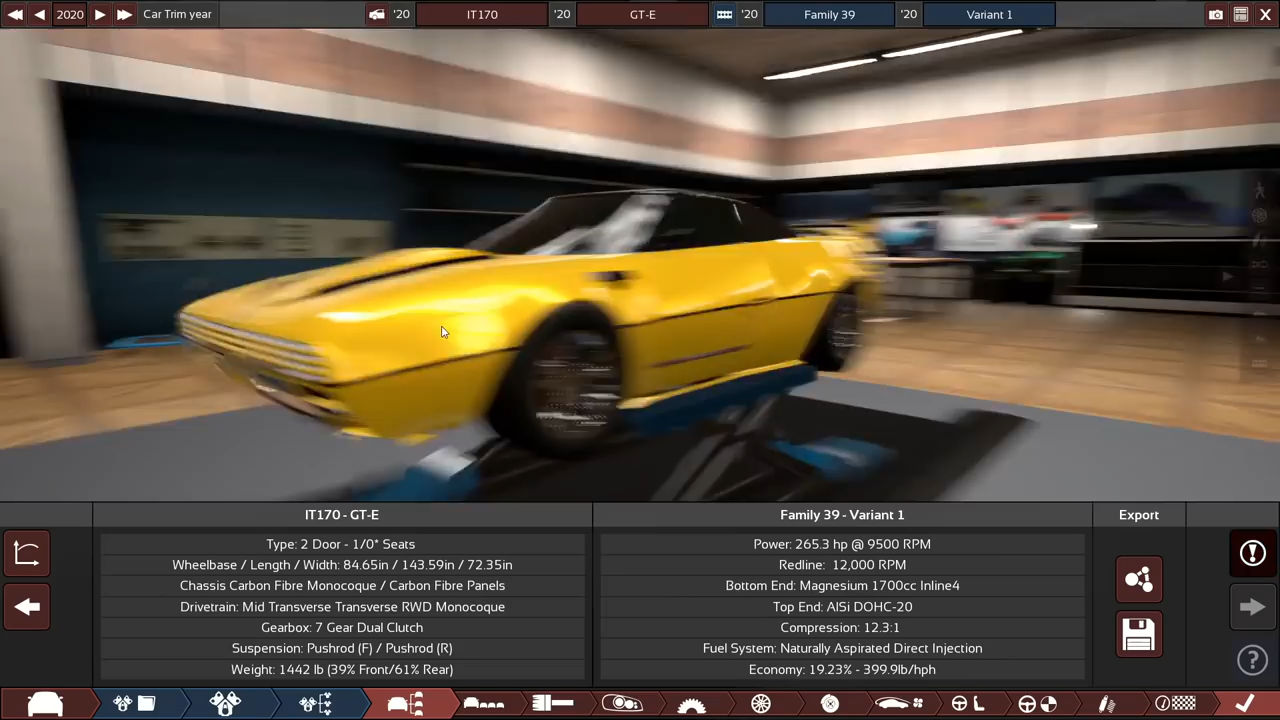 2020 Car Trim year '20 IT170 '20 GT-E '20 Family 39 '20 Variant 1
IT170 - GT-E
Type: 2 Door - 1/0* Seats
Wheelbase / Length / Width: 84.65in / 143.59in / 72.35in
Chassis Carbon Fibre Monocoque / Carbon Fibre Panels
Drivetrain: Mid Transverse Transverse RWD Monocoque
Gearbox: 7 Gear Dual Clutch
Suspension: Pushrod (F) / Pushrod (R)
Weight: 1442 lb (39% Front/61% Rear)
Family 39 - Variant 1
Power: 265.3 hp @ 9500 RPM
Redline: 12,000 RPM
Bottom End: Magnesium 1700cc Inline4
Top End: AlSi DOHC-20
Compression: 12.3:1
Fuel System: Naturally Aspirated Direct Injection
Economy: 19.23% - 399.9lb/hph
Export